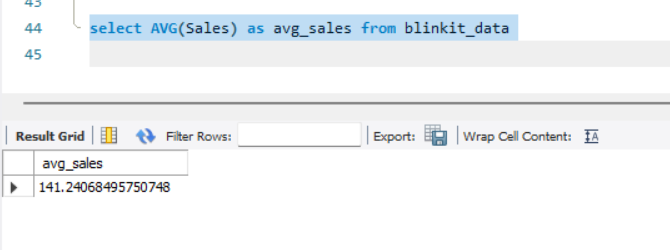 43
44 select AVG(Sales) as avg_sales from blinkit_data
45
Result Grid Filter Rows: Export: Wrap Cell Content: IA
avg_sales
141.24068495750748